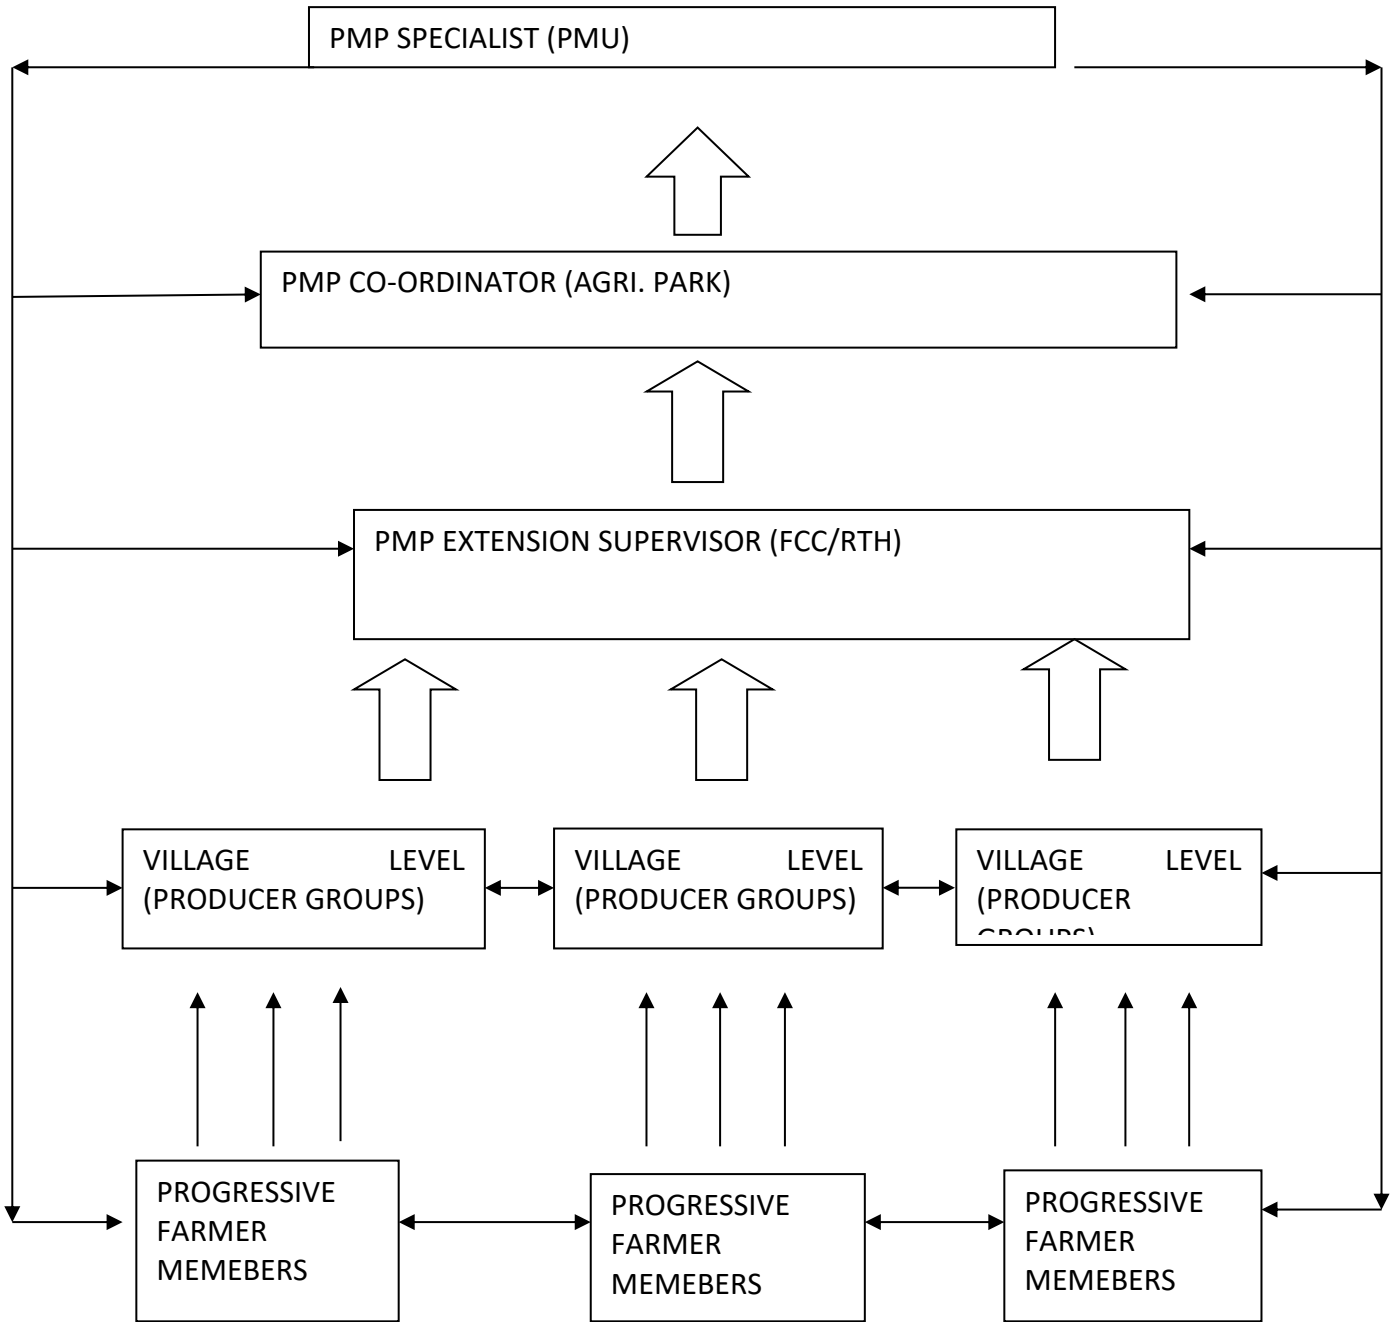 PMP SPECIALIST (PMU)
PMP CO-ORDINATOR (AGRI. PARK)
PMP EXTENSION SUPERVISOR (FCC/RTH)
VILLAGE LEVEL
(PRODUCER GROUPS)
VILLAGE LEVEL
(PRODUCER GROUPS)
VILLAGE LEVEL
(PRODUCER
GROUPS)
PROGRESSIVE
FARMER
MEMEBERS
PROGRESSIVE
FARMER
MEMEBERS
PROGRESSIVE
FARMER
MEMEBERS